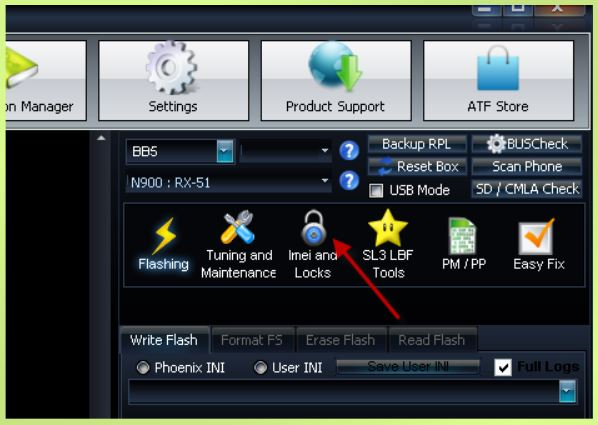 on Manager
Settings
Product Support
ATF Store
BB5
Backup RPL
BUSCheck
Reset Box
Scan Phone
N900 : RX-51
USB Mode
SD / CMLA Check
Flashing
Tuning and
Maintenance
Imei and
Locks
SL3 LBF
Tools
PM / PP
Easy Fix
Write Flash
Format FS
Erase Flash
Read Flash
Phoenix INI
User INI
Save User INI
Full Logs